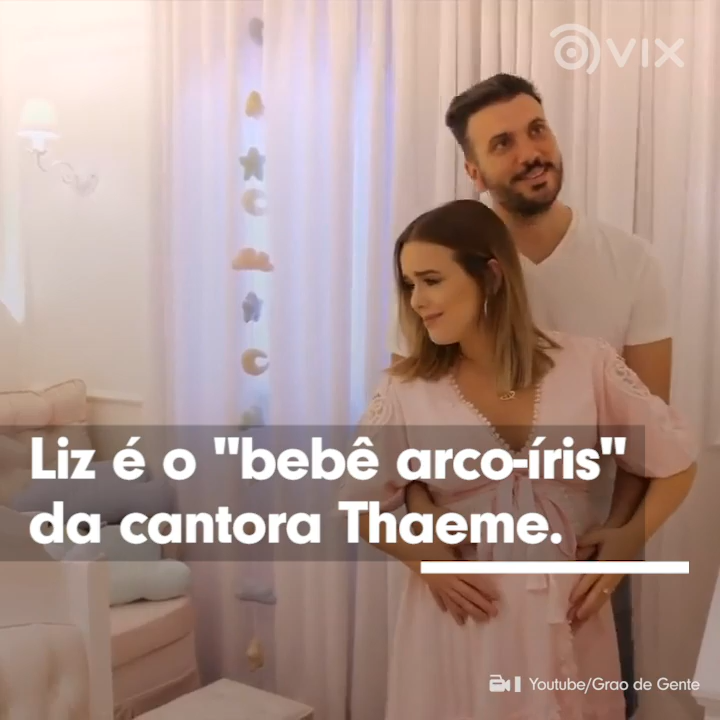 VIX
Liz é o "bebê arco-íris"
da cantora Thaeme.
Youtube/Grao de Gente